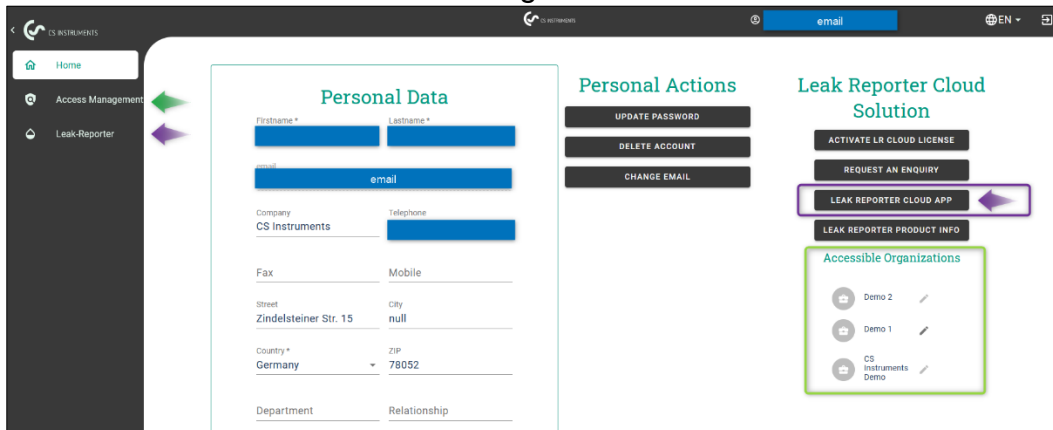 CS INSTRUMENTS
CS INSTRUMENTS
email
EN
Home
Access Management
Leak-Reporter
Personal Data
Firstname *
Lastname *
email
email
Company
Telephone
CS Instruments
Fax
Mobile
Street
City
Zindelsteiner Str. 15
null
Country *
ZIP
Germany
78052
Department
Relationship
Personal Actions
UPDATE PASSWORD
DELETE ACCOUNT
CHANGE EMAIL
Leak Reporter Cloud
Solution
ACTIVATE LR CLOUD LICENSE
REQUEST AN ENQUIRY
LEAK REPORTER CLOUD APP
LEAK REPORTER PRODUCT INFO
Accessible Organizations
Demo 2
Demo 1
CS
Instruments
Demo